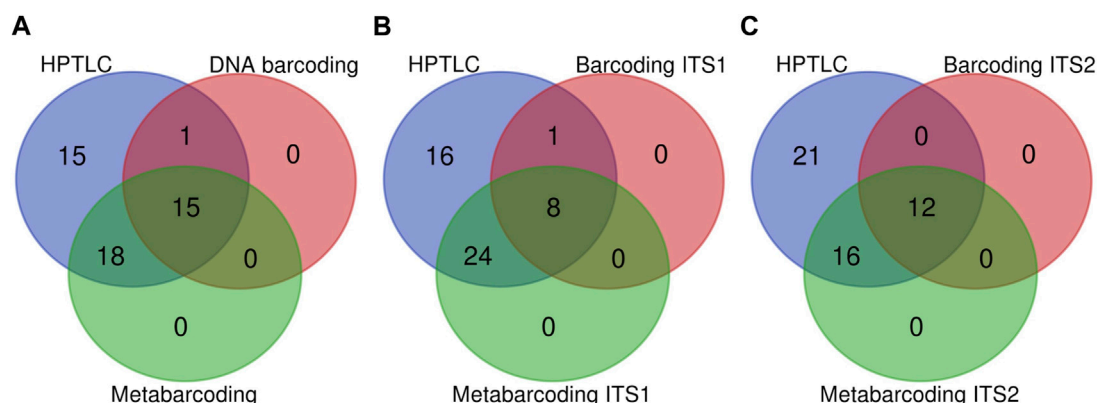 A
B
C
HPTLC
DNA barcoding
HPTLC
Barcoding ITS1
HPTLC
Barcoding ITS2
15
1
0
16
1
0
21
0
0
15
8
12
18
0
24
0
16
0
0
0
0
Metabarcoding
Metabarcoding ITS1
Metabarcoding ITS2